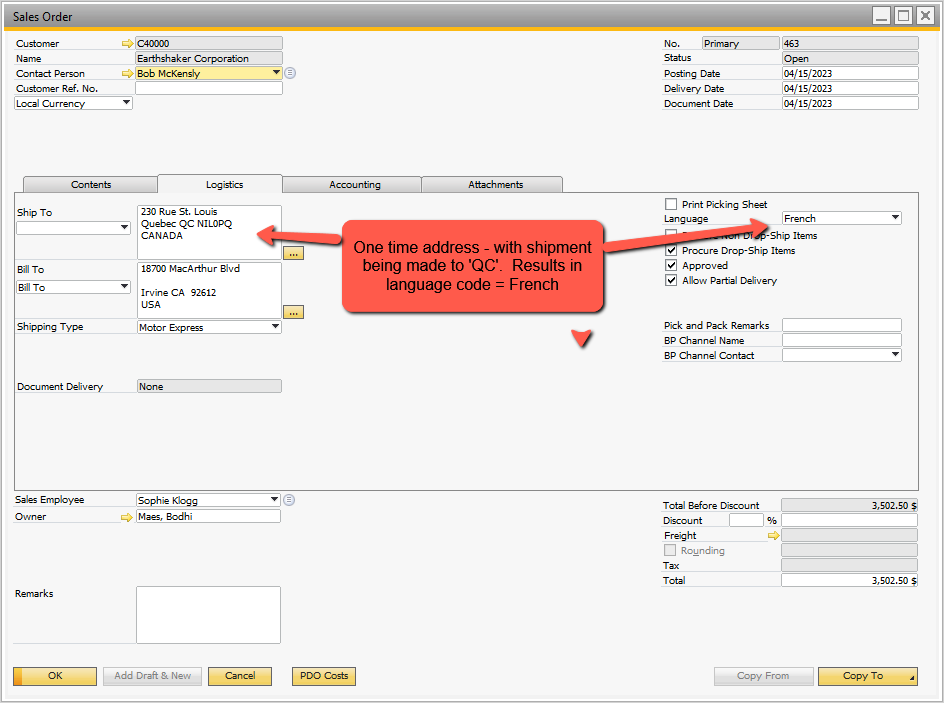 Sales Order
Customer C40000
Name Earthshaker Corporation
Contact Person Bob McKensly
Customer Ref. No.
Local Currency
No. Primary 463
Status Open
Posting Date 04/15/2023
Delivery Date 04/15/2023
Document Date 04/15/2023
Contents Logistics Accounting Attachments
Ship To
230 Rue St. Louis
Quebec QC NIL0PQ
CANADA
...
Bill To
Bill To
18700 MacArthur Blvd
Irvine CA 92612
USA
...
Shipping Type Motor Express
Document Delivery None
One time address - with shipment
being made to 'QC'. Results in
language code = French
Print Picking Sheet
Language French
Non Drop-Ship Items
Procure Drop-Ship Items
Approved
Allow Partial Delivery
Pick and Pack Remarks
BP Channel Name
BP Channel Contact
Sales Employee Sophie Klogg
Owner Maes, Bodhi
Total Before Discount 3,502.50 $
Discount %
Freight
Rounding
Tax
Total 3,502.50 $
Remarks
OK Add Draft & New Cancel PDO Costs Copy From Copy To